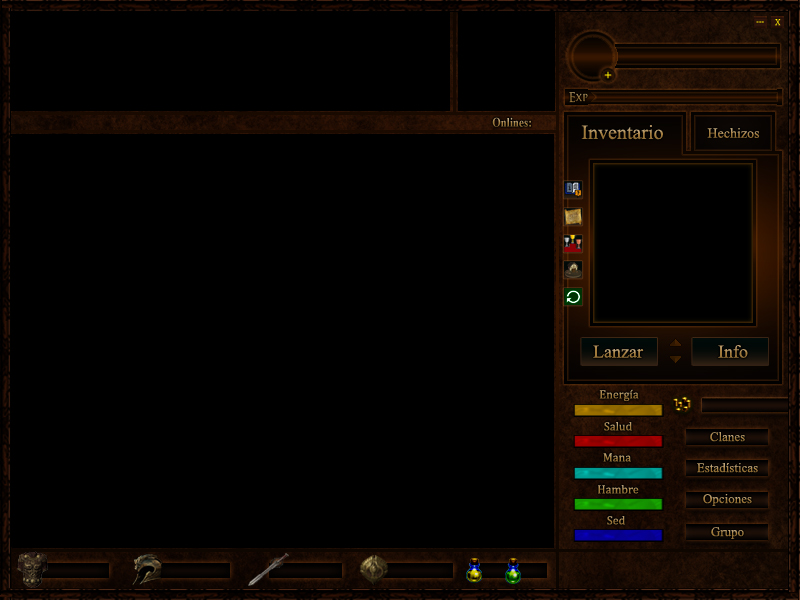 X
+
Exp
Onlines:
Inventario
Hechizos
Lanzar
Info
Energía
Salud
Mana
Hambre
Sed
Clanes
Estadísticas
Opciones
Grupo